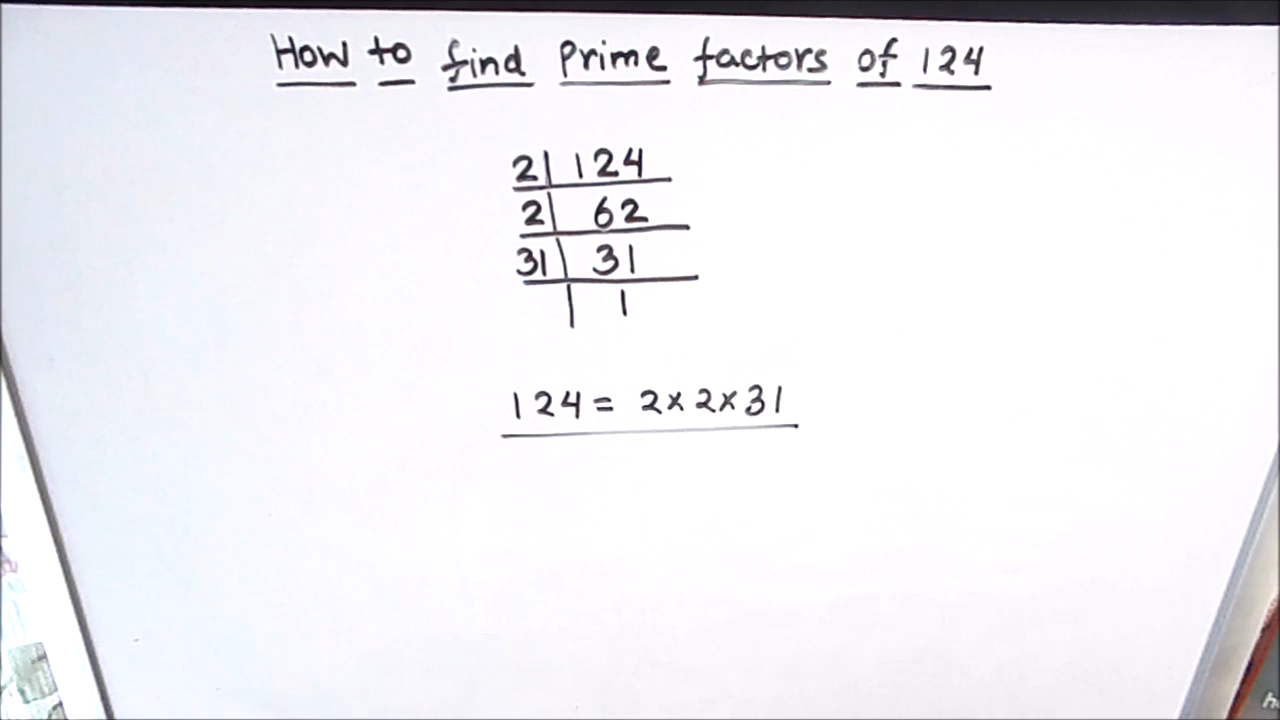 How to find Prime factors of 124
2 | 124
2 | 62
31 | 31
| 1
124 = 2 × 2 × 31